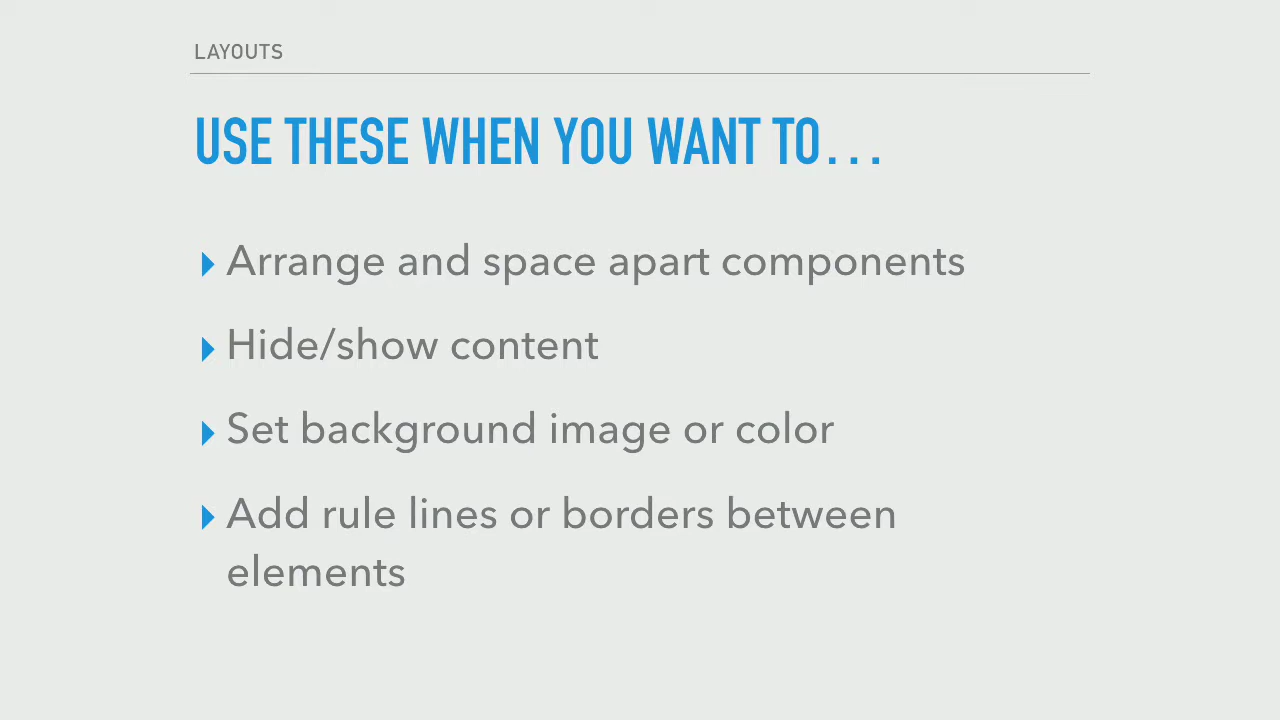 LAYOUTS
USE THESE WHEN YOU WANT TO…
▸ Arrange and space apart components
▸ Hide/show content
▸ Set background image or color
▸ Add rule lines or borders between
elements